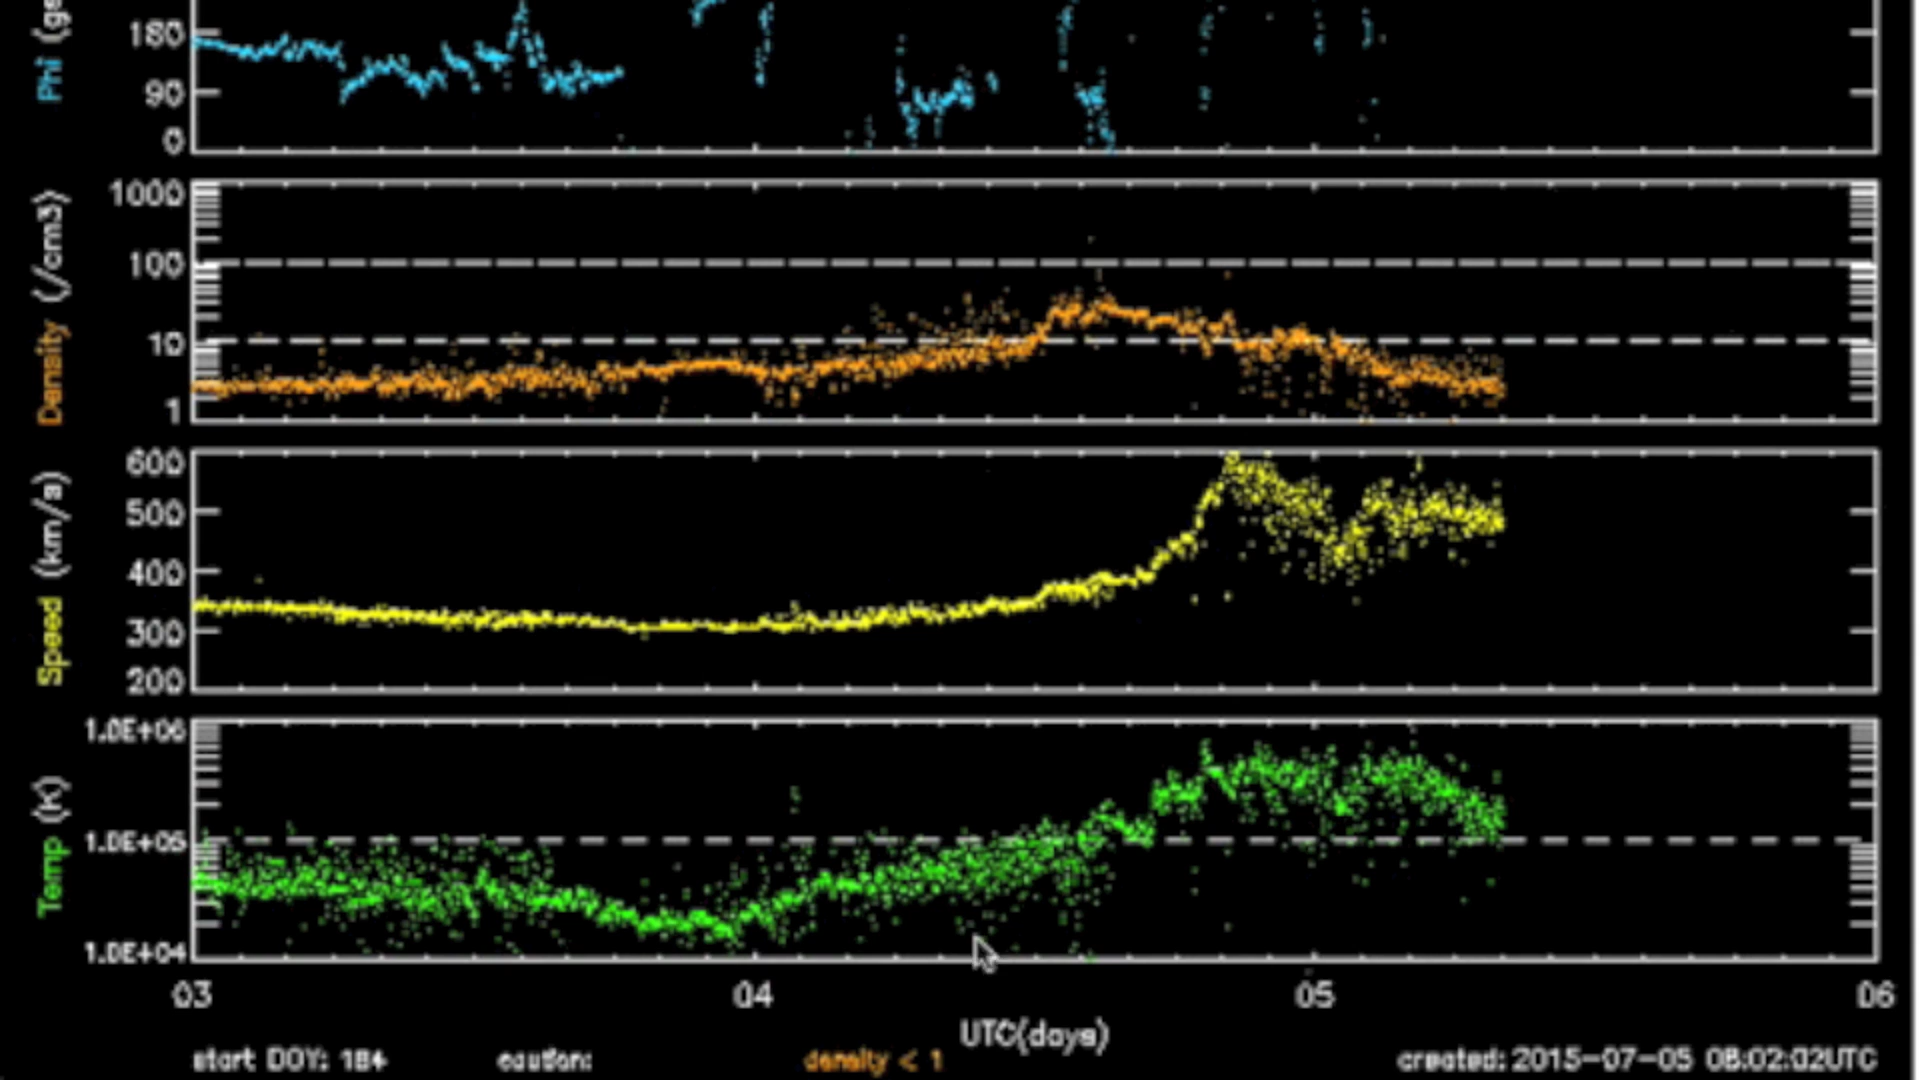 Phi
180
90
0
Density (/cm3)
1000
100
10
1
Speed (km/s)
600
500
400
300
200
Temp (K)
1.0E+06
1.0E+05
1.0E+04
03 04 05 06
UTC(days)
start DOY: 184 caution: density < 1 created: 2015-07-05 08:02:02UTC